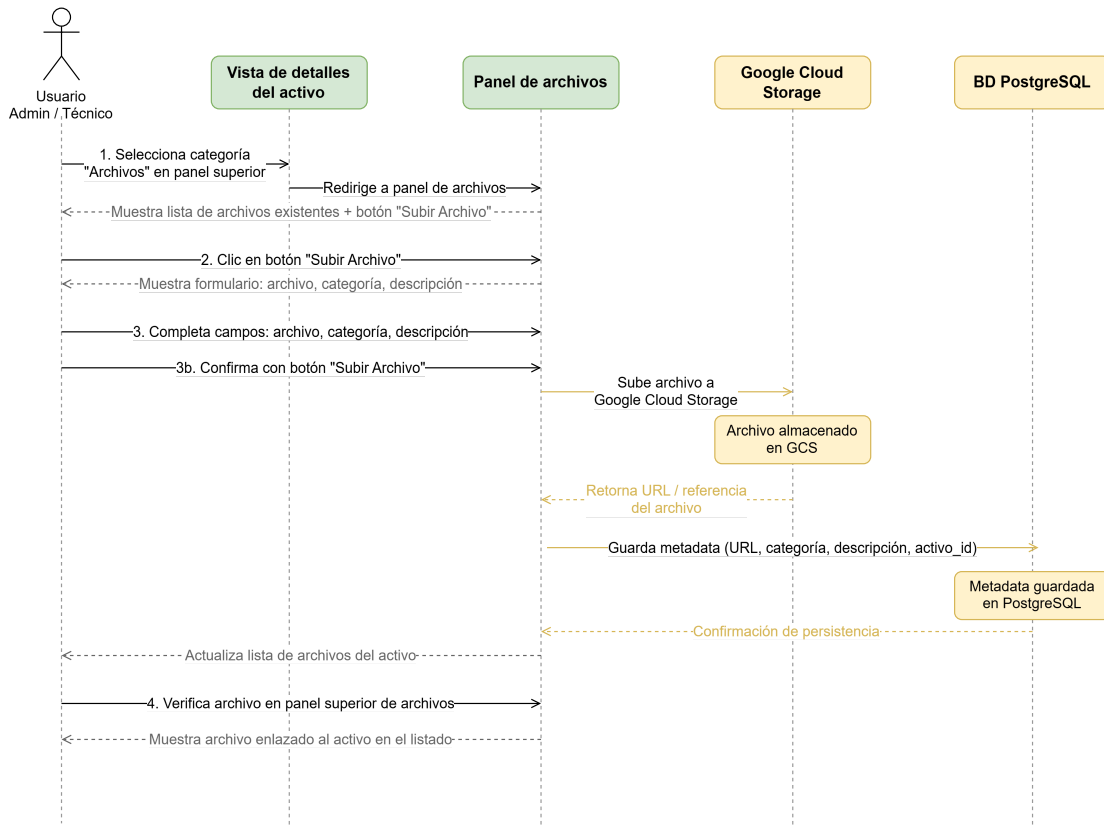 Usuario
Admin / Técnico
Vista de detalles
del activo
Panel de archivos
Google Cloud
Storage
BD PostgreSQL
1. Selecciona categoría
"Archivos" en panel superior
Redirige a panel de archivos
Muestra lista de archivos existentes + botón "Subir Archivo"
2. Clic en botón "Subir Archivo"
Muestra formulario: archivo, categoría, descripción
3. Completa campos: archivo, categoría, descripción
3b. Confirma con botón "Subir Archivo"
Sube archivo a
Google Cloud Storage
Archivo almacenado
en GCS
Retorna URL / referencia
del archivo
Guarda metadata (URL, categoría, descripción, activo_id)
Metadata guardada
en PostgreSQL
Confirmación de persistencia
Actualiza lista de archivos del activo
4. Verifica archivo en panel superior de archivos
Muestra archivo enlazado al activo en el listado